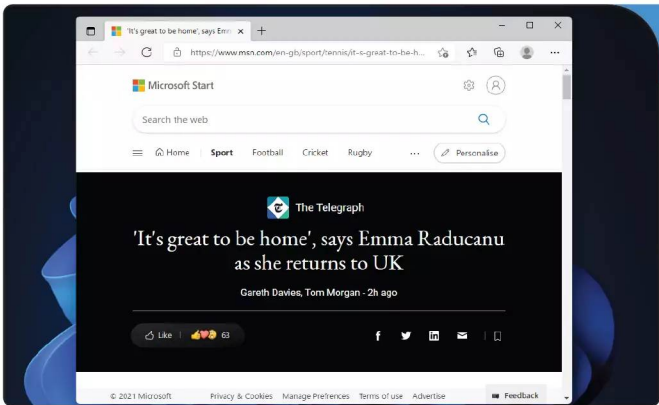 'It's great to be home', says Emm
https://www.msn.com/en-gb/sport/tennis/it-s-great-to-be-h...
Microsoft Start
Search the web
Home Sport Football Cricket Rugby ... Personalise
The Telegraph
'It's great to be home', says Emma Raducanu
as she returns to UK
Gareth Davies, Tom Morgan - 2h ago
Like 63
© 2021 Microsoft Privacy & Cookies Manage Prefrences Terms of use Advertise Feedback